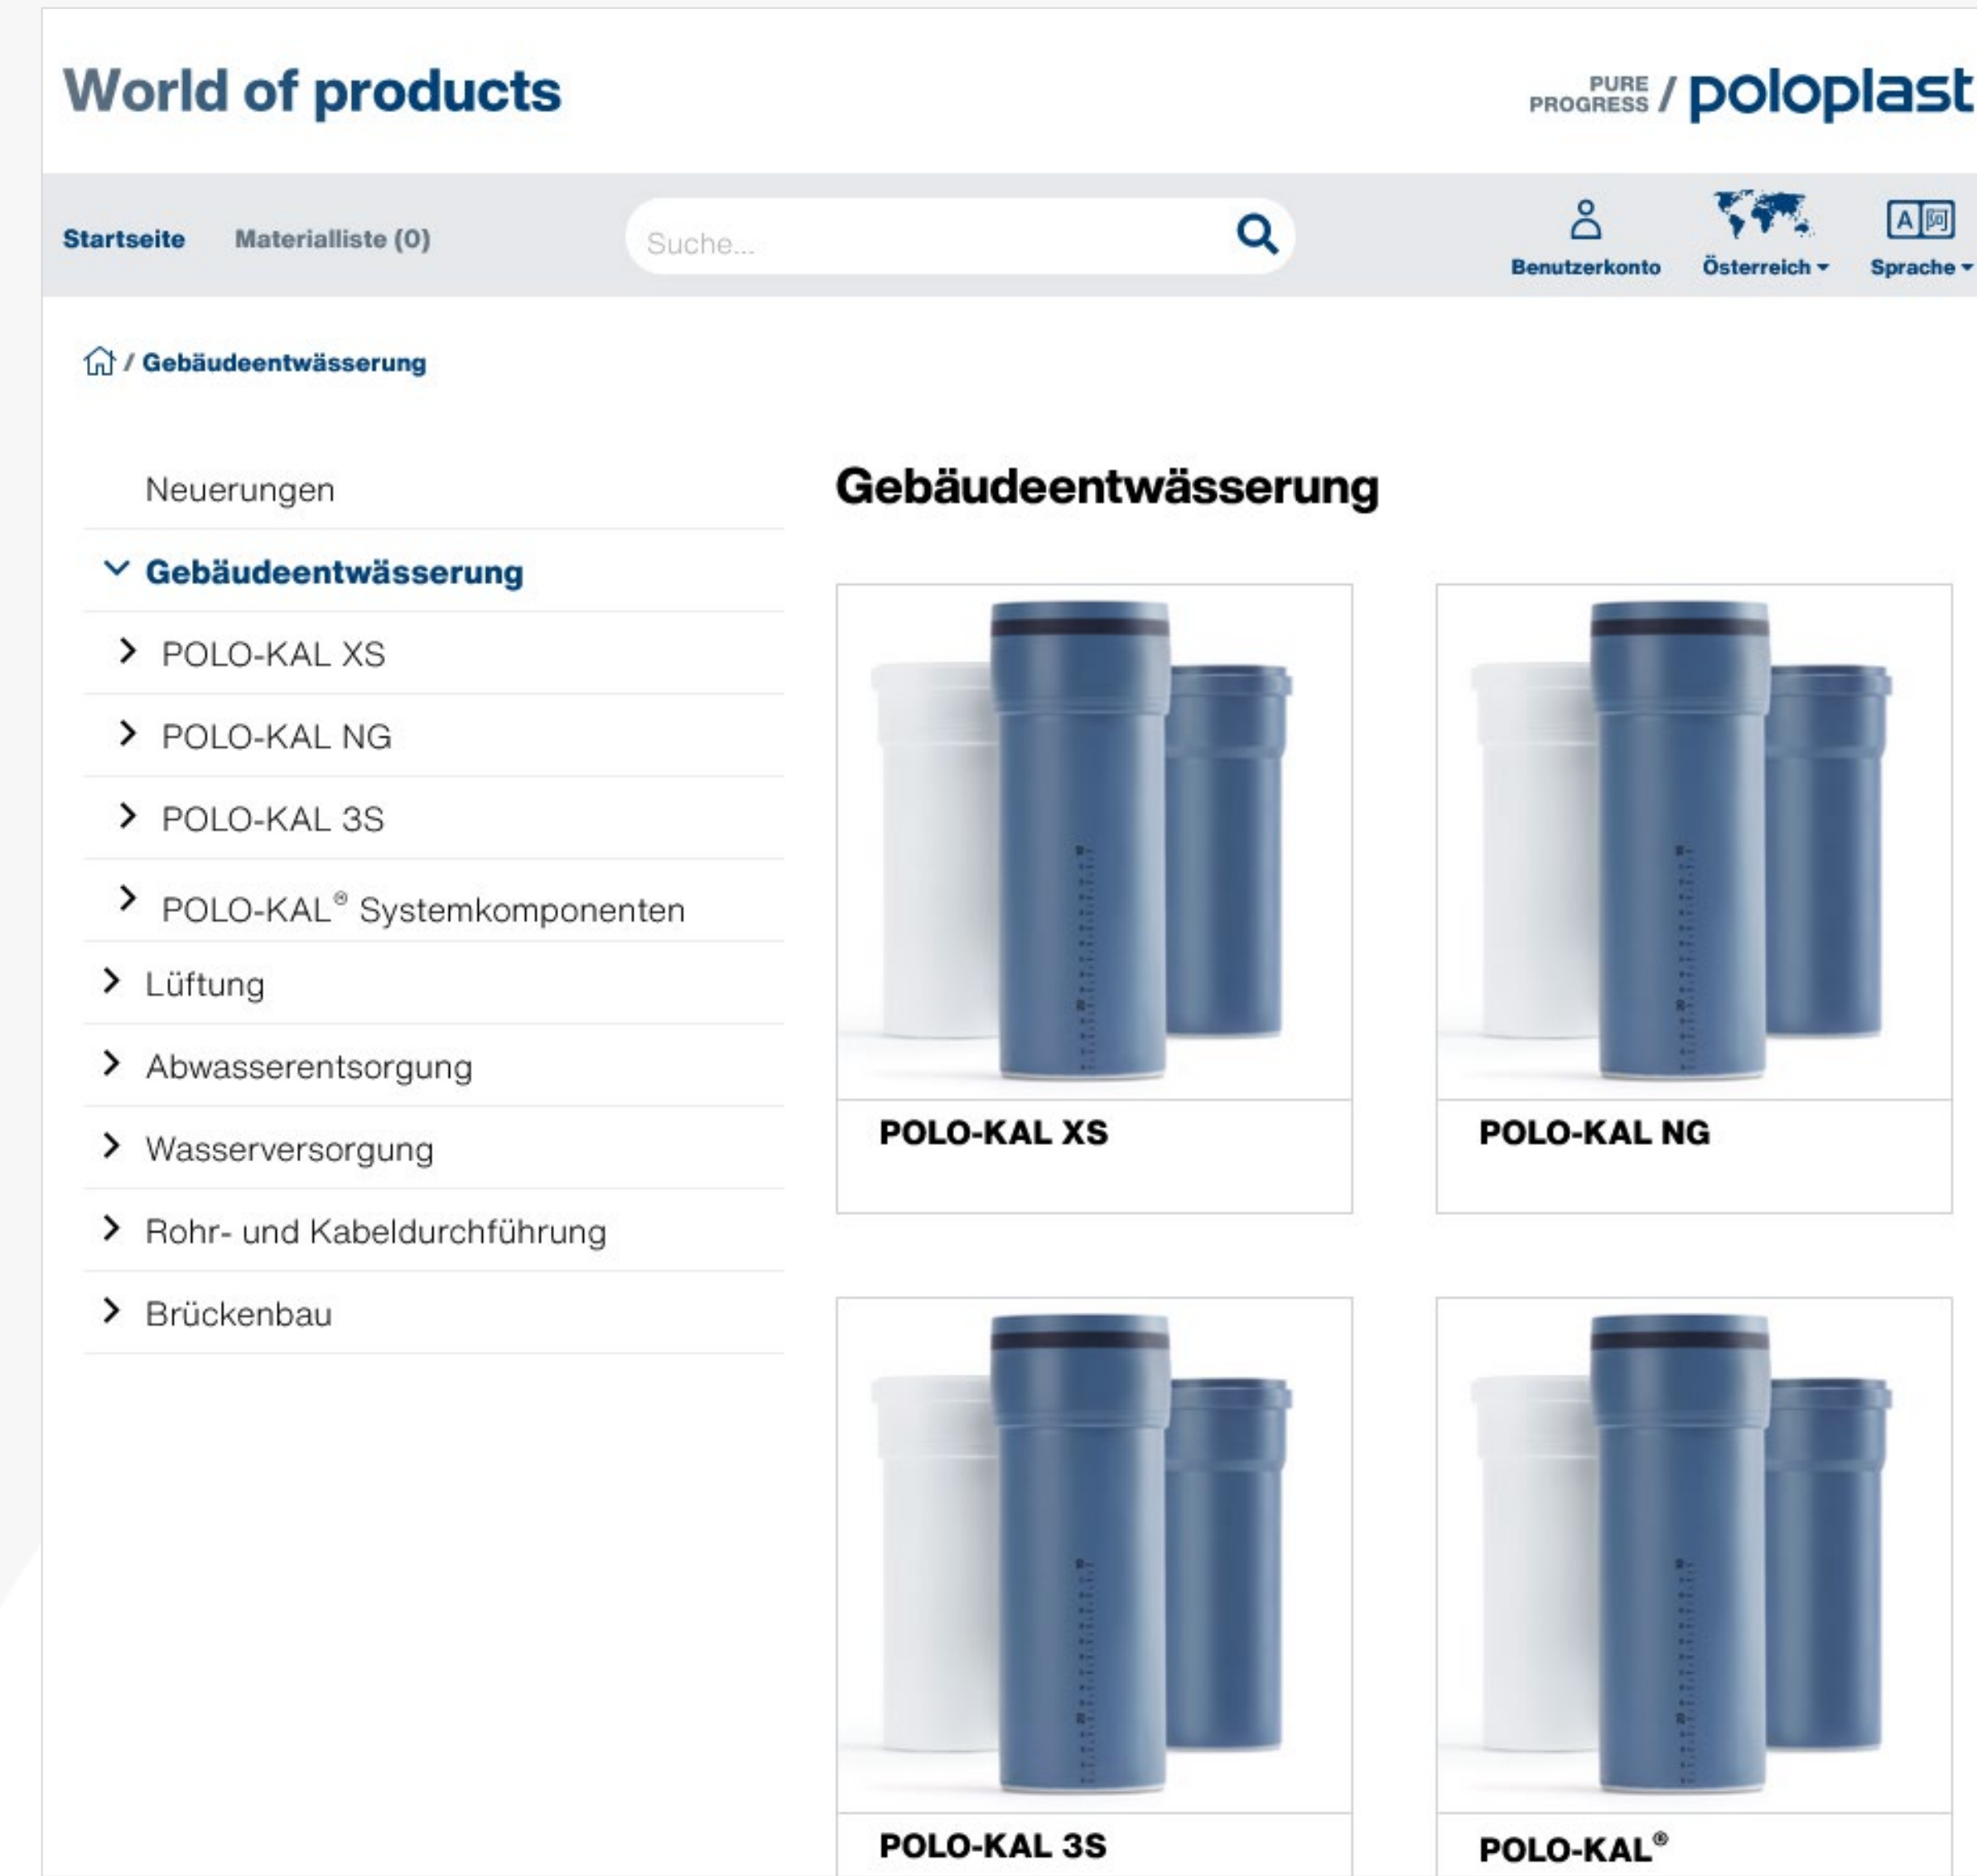 World of products
PURE PROGRESS / poloplast
Startseite Materialliste (0) Suche... Benutzerkonto Österreich Sprache
/ Gebäudeentwässerung
Neuerungen
Gebäudeentwässerung
POLO-KAL XS
POLO-KAL NG
POLO-KAL 3S
POLO-KAL® Systemkomponenten
Lüftung
Abwasserentsorgung
Wasserversorgung
Rohr- und Kabeldurchführung
Brückenbau
Gebäudeentwässerung
POLO-KAL XS
POLO-KAL NG
POLO-KAL 3S
POLO-KAL®